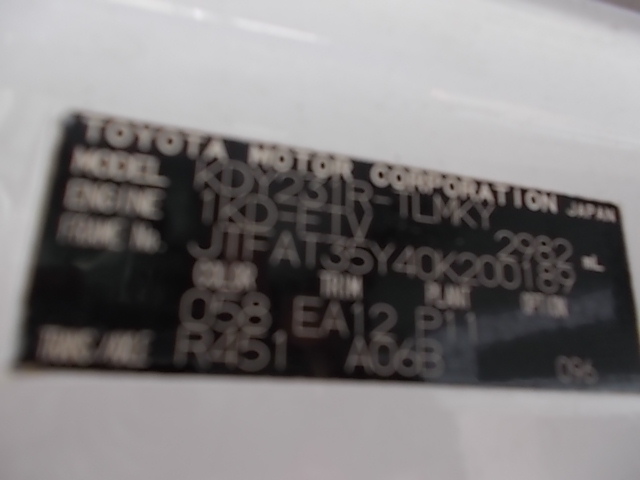 TOYOTA MOTOR CORPORATION JAPAN
MODEL KDY231R-TLMKY
ENGINE 1KD-FTV 2982 mL
FRAME No. JTFAT35Y40K200189
COLOR TRIM PLANT OPTION
058 EA12 P11
TRANS/AXLE R451 A06B 096